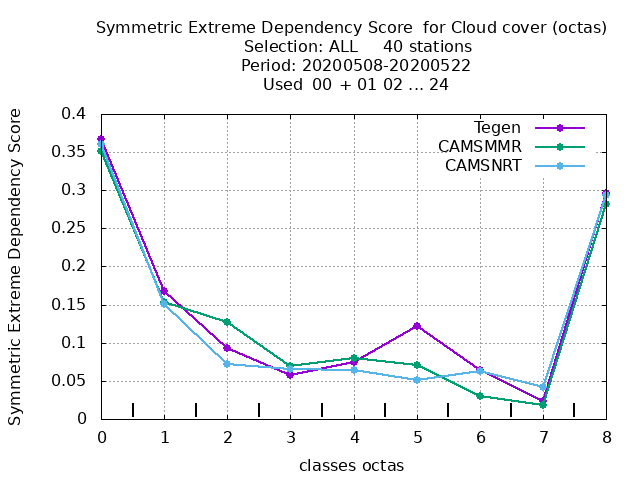 Symmetric Extreme Dependency Score  for Cloud cover (octas)
Selection: ALL     40 stations
Period: 20200508-20200522
Used  00 + 01 02 ... 24
Symmetric Extreme Dependency Score
0.4
0.35
0.3
0.25
0.2
0.15
0.1
0.05
0
Tegen
CAMSMMR
CAMSNRT
0 1 2 3 4 5 6 7 8
classes octas